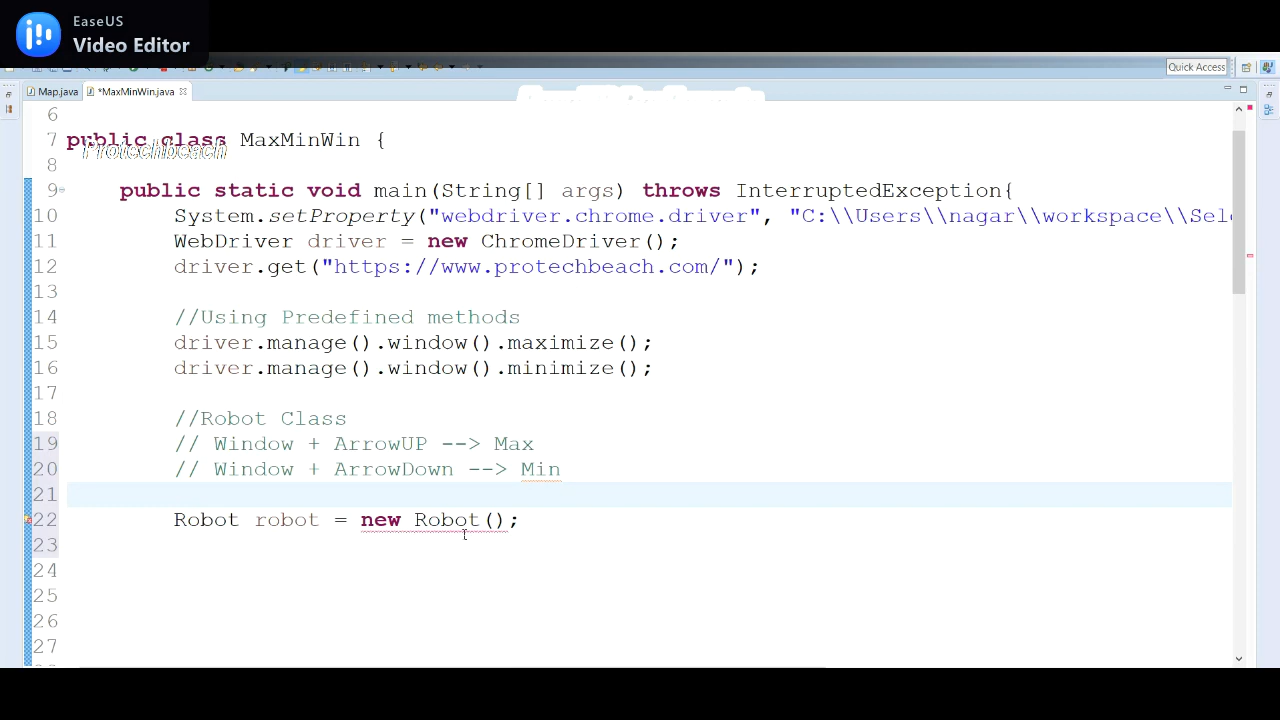 EaseUS
Video Editor
Quick Access
Map.java
*MaxMinWin.java
6
7 public class MaxMinWin {
Protechbeach
8
9 public static void main(String[] args) throws InterruptedException{
10 System.setProperty("webdriver.chrome.driver", "C:\\Users\\nagar\\workspace\\Sele
11 WebDriver driver = new ChromeDriver();
12 driver.get("https://www.protechbeach.com/");
13
14 //Using Predefined methods
15 driver.manage().window().maximize();
16 driver.manage().window().minimize();
17
18 //Robot Class
19 // Window + ArrowUP --> Max
20 // Window + ArrowDown --> Min
21
22 Robot robot = new Robot();
23
24
25
26
27